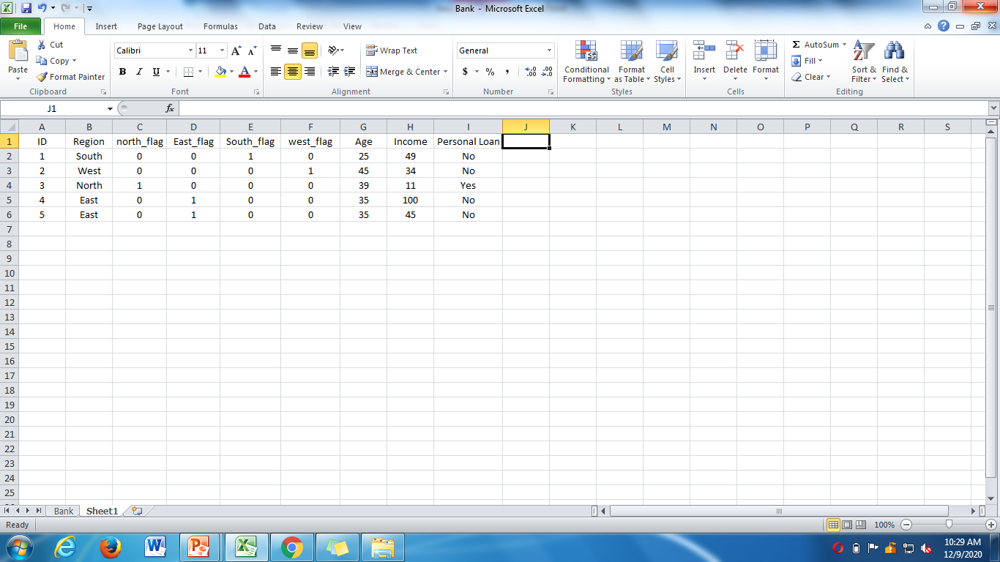 Bank - Microsoft Excel
File Home Insert Page Layout Formulas Data Review View
Cut Calibri 11 A A Wrap Text General Σ AutoSum
Copy Fill
Paste Format Painter B I U A Merge & Center $ % , .0 .00 .00 .0 Conditional Formatting Format as Table Cell Styles Insert Delete Format Clear Sort & Filter Find & Select
Clipboard Font Alignment Number Styles Cells Editing
J1 fx
A B C D E F G H I J K L M N O P Q R S
1 ID Region north_flag East_flag South_flag west_flag Age Income Personal Loan
2 1 South 0 0 1 0 25 49 No
3 2 West 0 0 0 1 45 34 No
4 3 North 1 0 0 0 39 11 Yes
5 4 East 0 1 0 0 35 100 No
6 5 East 0 1 0 0 35 45 No
7
8
9
10
11
12
13
14
15
16
17
18
19
20
21
22
23
24
25
Bank Sheet1
Ready 100%
10:29 AM
12/9/2020